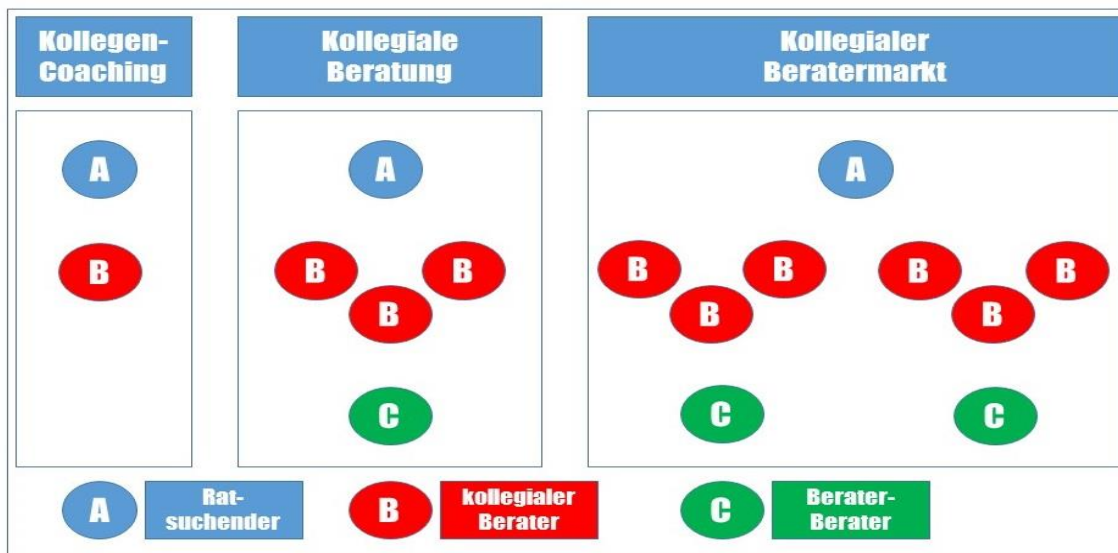 Kollegen-
Coaching
Kollegiale
Beratung
Kollegialer
Beratermarkt
A
B
A
B B
B
C
A
B B B B
B B
C C
A Rat-
suchender
B kollegialer
Berater
C Berater-
Berater